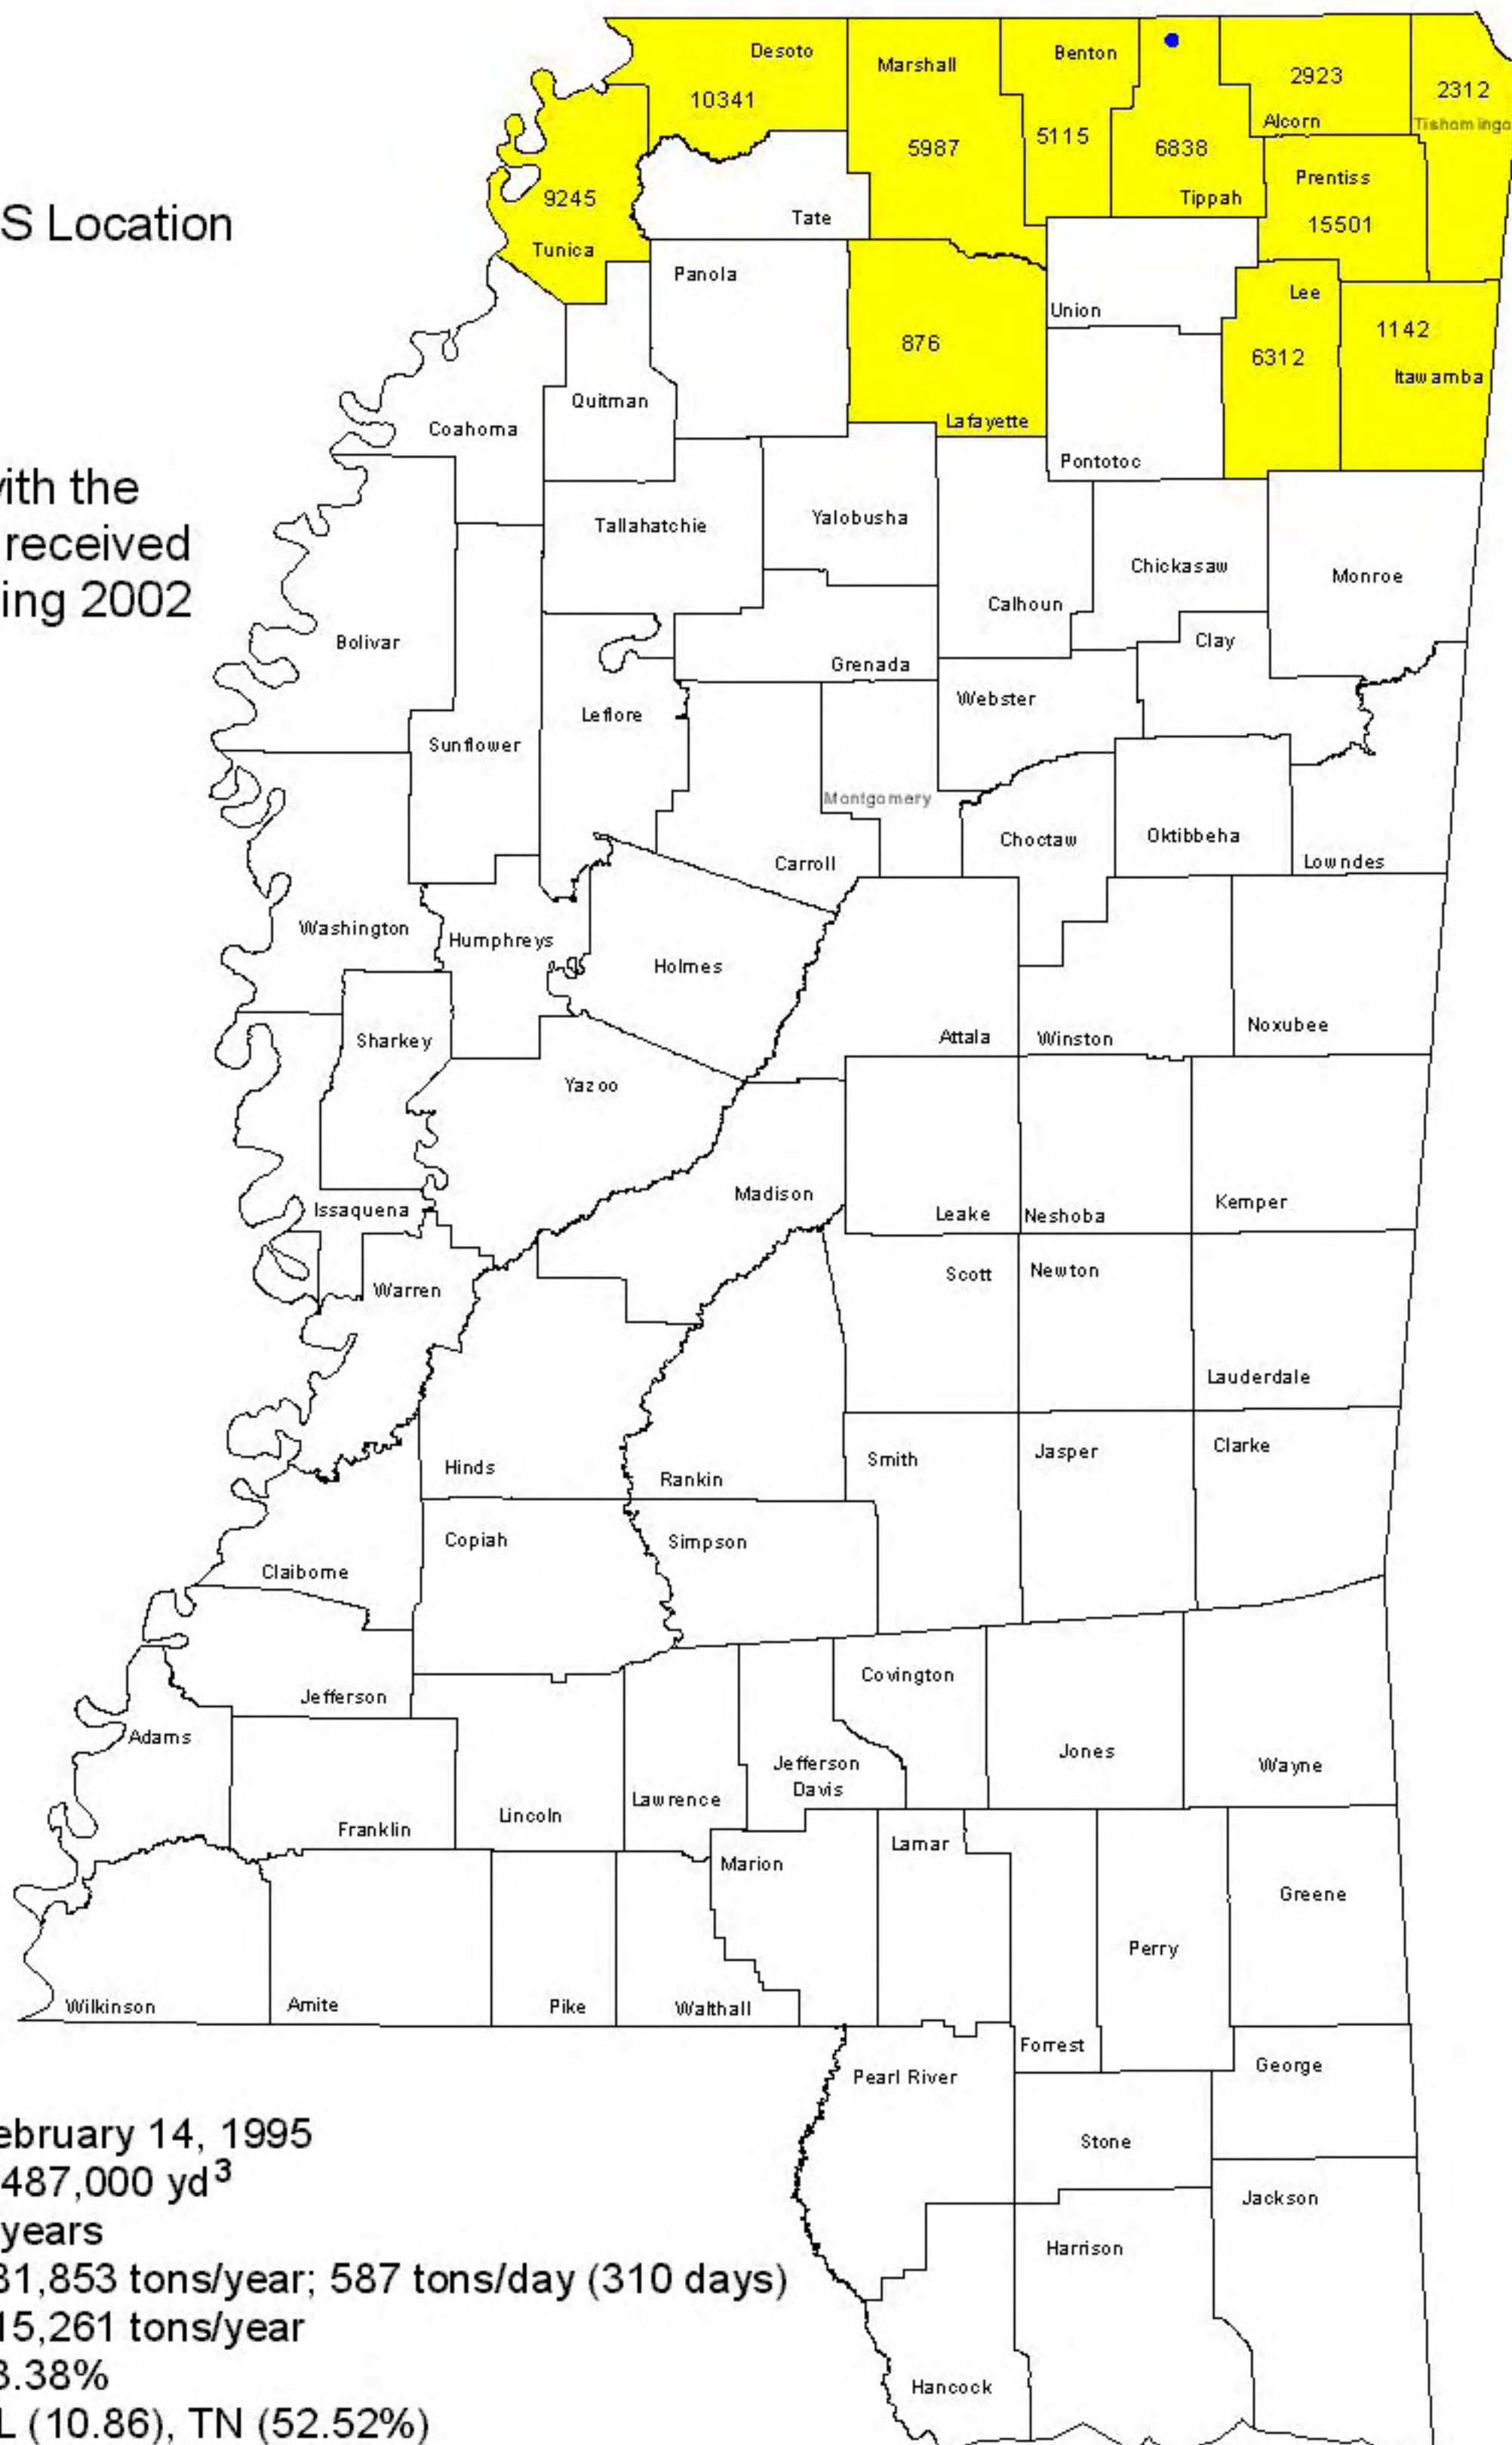 S Location
with the
received
ing 2002
Desoto
10341
Marshall
5987
Benton
5115
6838
Tippah
2923
Alcorn
2312
Tishomingo
Prentiss
15501
9245
Tunica
Tate
Panola
Union
Lee
6312
1142
Itawamba
876
Lafayette
Pontotoc
Quitman
Coahoma
Tallahatchie
Yalobusha
Calhoun
Chickasaw
Monroe
Bolivar
Grenada
Clay
Leflore
Webster
Sunflower
Montgomery
Carroll
Choctaw
Oktibbeha
Lowndes
Washington
Humphreys
Holmes
Sharkey
Attala
Winston
Noxubee
Yazoo
Issaquena
Madison
Leake
Neshoba
Kemper
Warren
Scott
Newton
Lauderdale
Hinds
Rankin
Smith
Jasper
Clarke
Claiborne
Copiah
Simpson
Jefferson
Covington
Adams
Jones
Wayne
Jefferson
Davis
Lawrence
Lincoln
Franklin
Marion
Lamar
Greene
Perry
Wilkinson
Amite
Pike
Walthall
Forrest
Pearl River
George
Stone
Jackson
Harrison
Hancock
ebruary 14, 1995
487,000 yd³
years
81,853 tons/year; 587 tons/day (310 days)
15,261 tons/year
3.38%
L (10.86), TN (52.52%)